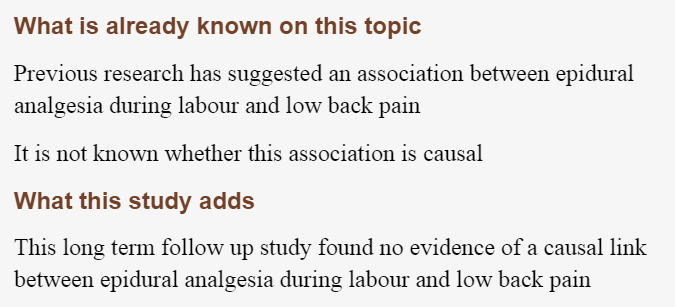 What is already known on this topic
Previous research has suggested an association between epidural
analgesia during labour and low back pain
It is not known whether this association is causal
What this study adds
This long term follow up study found no evidence of a causal link
between epidural analgesia during labour and low back pain